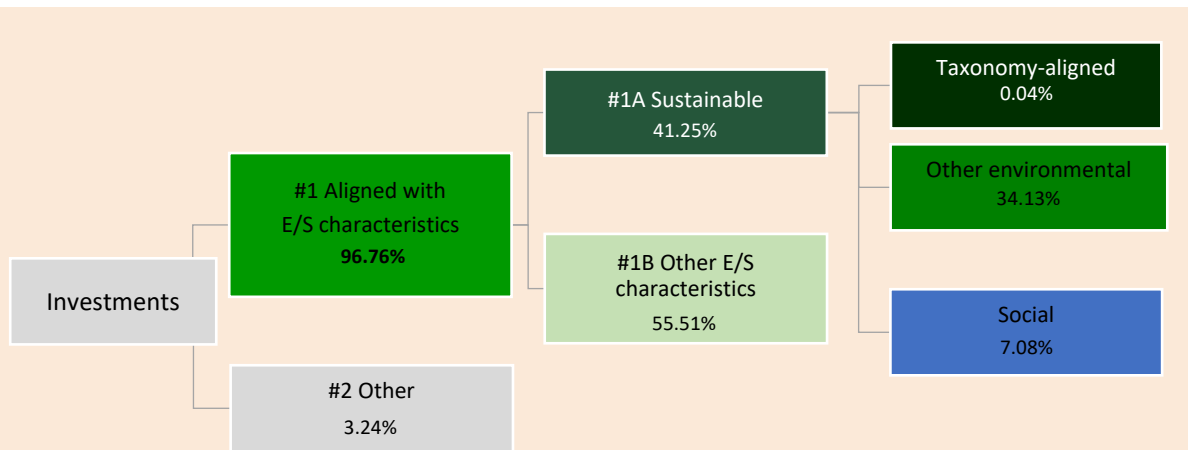 Investments
#1 Aligned with
E/S characteristics
96.76%
#2 Other
3.24%
#1A Sustainable
41.25%
#1B Other E/S
characteristics
55.51%
Taxonomy-aligned
0.04%
Other environmental
34.13%
Social
7.08%